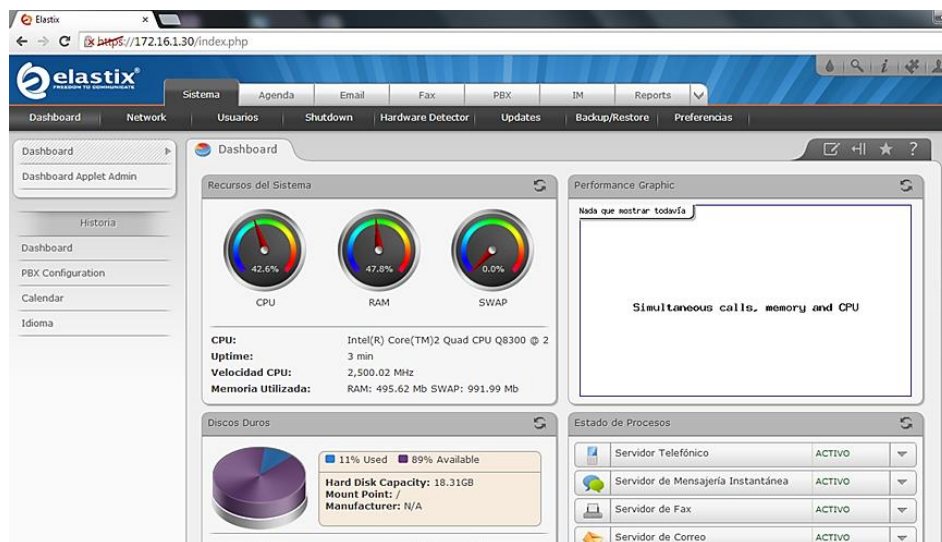 Elastix
https://172.16.1.30/index.php
elastix®
FREEDOM TO COMMUNICATE
Sistema Agenda Email Fax PBX IM Reports
Dashboard Network Usuarios Shutdown Hardware Detector Updates Backup/Restore Preferencias
Dashboard
Dashboard Applet Admin
Historia
Dashboard
PBX Configuration
Calendar
Idioma
Dashboard
Recursos del Sistema
42.6% 47.8% 0.0%
CPU RAM SWAP
CPU: Intel(R) Core(TM)2 Quad CPU Q8300 @ 2
Uptime: 3 min
Velocidad CPU: 2,500.02 MHz
Memoria Utilizada: RAM: 495.62 Mb SWAP: 991.99 Mb
Performance Graphic
Nada que mostrar todavía
Simultaneous calls, memory and CPU
Discos Duros
11% Used 89% Available
Hard Disk Capacity: 18.31GB
Mount Point: /
Manufacturer: N/A
Estado de Procesos
Servidor Telefónico ACTIVO
Servidor de Mensajería Instantánea ACTIVO
Servidor de Fax ACTIVO
Servidor de Correo ACTIVO